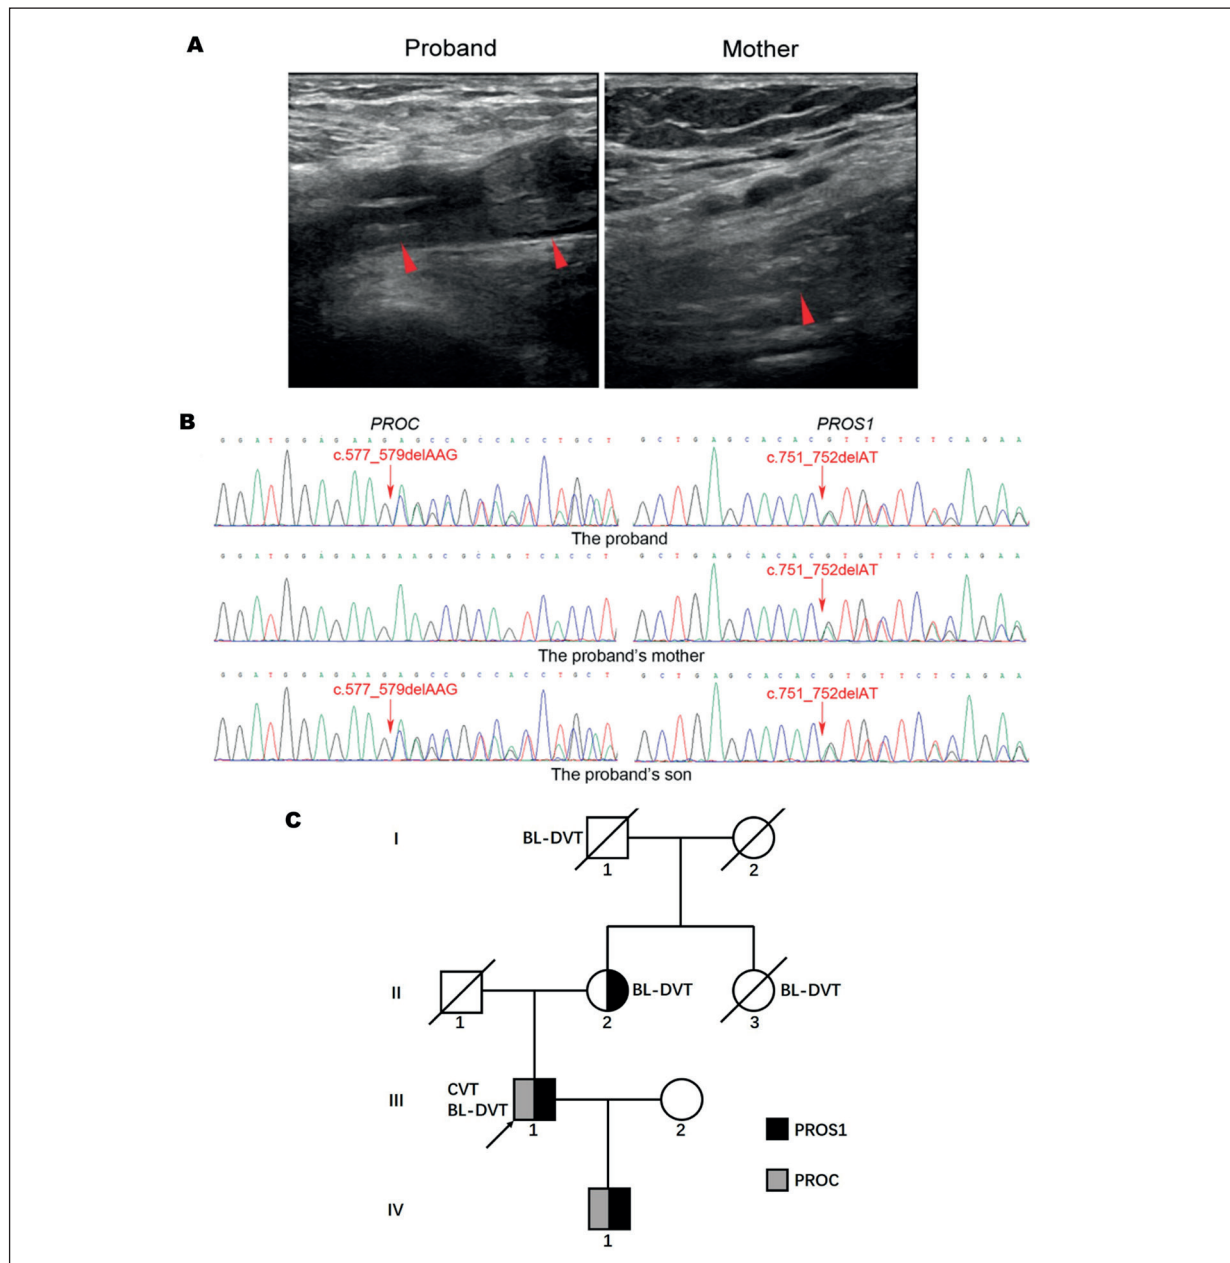 A
Proband Mother
B
PROC PROS1
G G A T G G A G A A G A G C C G C C A C C T G C T
G C T G A G C A C A C G T T C T C T C A G A A
c.577_579delAAG c.751_752delAT
The proband
G G A T G G A G A A G A A G C G C A G T C A C C T
G C T G A G C A C A C G T G T T C T C A G A A
c.751_752delAT
The proband's mother
G G A T G G A G A A G A G C C G C C A C C T G C T
G C T G A G C A C A C G T G T T C T C A G A A
c.577_579delAAG c.751_752delAT
The proband's son
C
I
BL-DVT
1 2
II
BL-DVT BL-DVT
1 2 3
III
CVT
BL-DVT
1 2
PROS1
PROC
IV
1